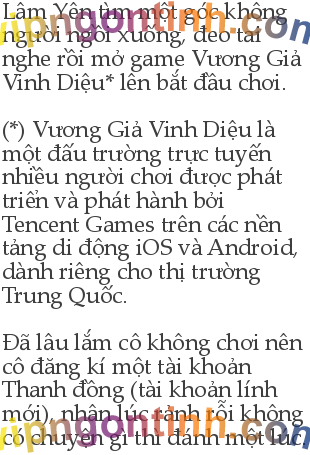 Lâm Yên tìm một góc không
người ngồi xuống, đeo tai
nghe rồi mở game Vương Giả
Vinh Diệu* lên bắt đầu chơi.
(*) Vương Giả Vinh Diệu là
một đấu trường trực tuyến
nhiều người chơi được phát
triển và phát hành bởi
Tencent Games trên các nền
tảng di động iOS và Android,
dành riêng cho thị trường
Trung Quốc.
Đã lâu lắm cô không chơi nên
cô đăng kí một tài khoản
Thanh đồng (tài khoản lính
mới), nhân lúc rảnh rỗi không
có chuyện gì thì đánh một lúc,
vipngontinh.com
vipngontinh.com